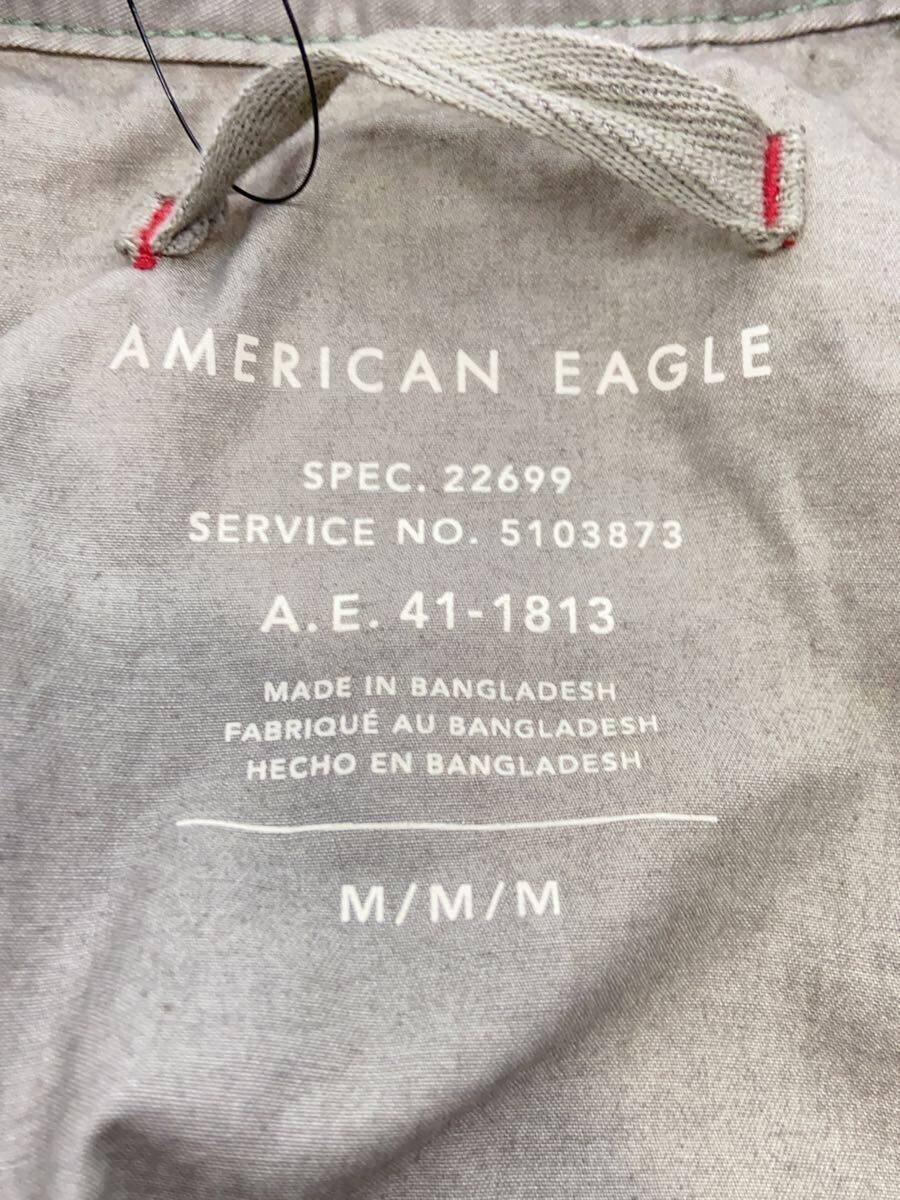 AMERICAN EAGLE
SPEC. 22699
SERVICE NO. 5103873
A.E. 41-1813
MADE IN BANGLADESH
FABRIQUÉ AU BANGLADESH
HECHO EN BANGLADESH
M/M/M